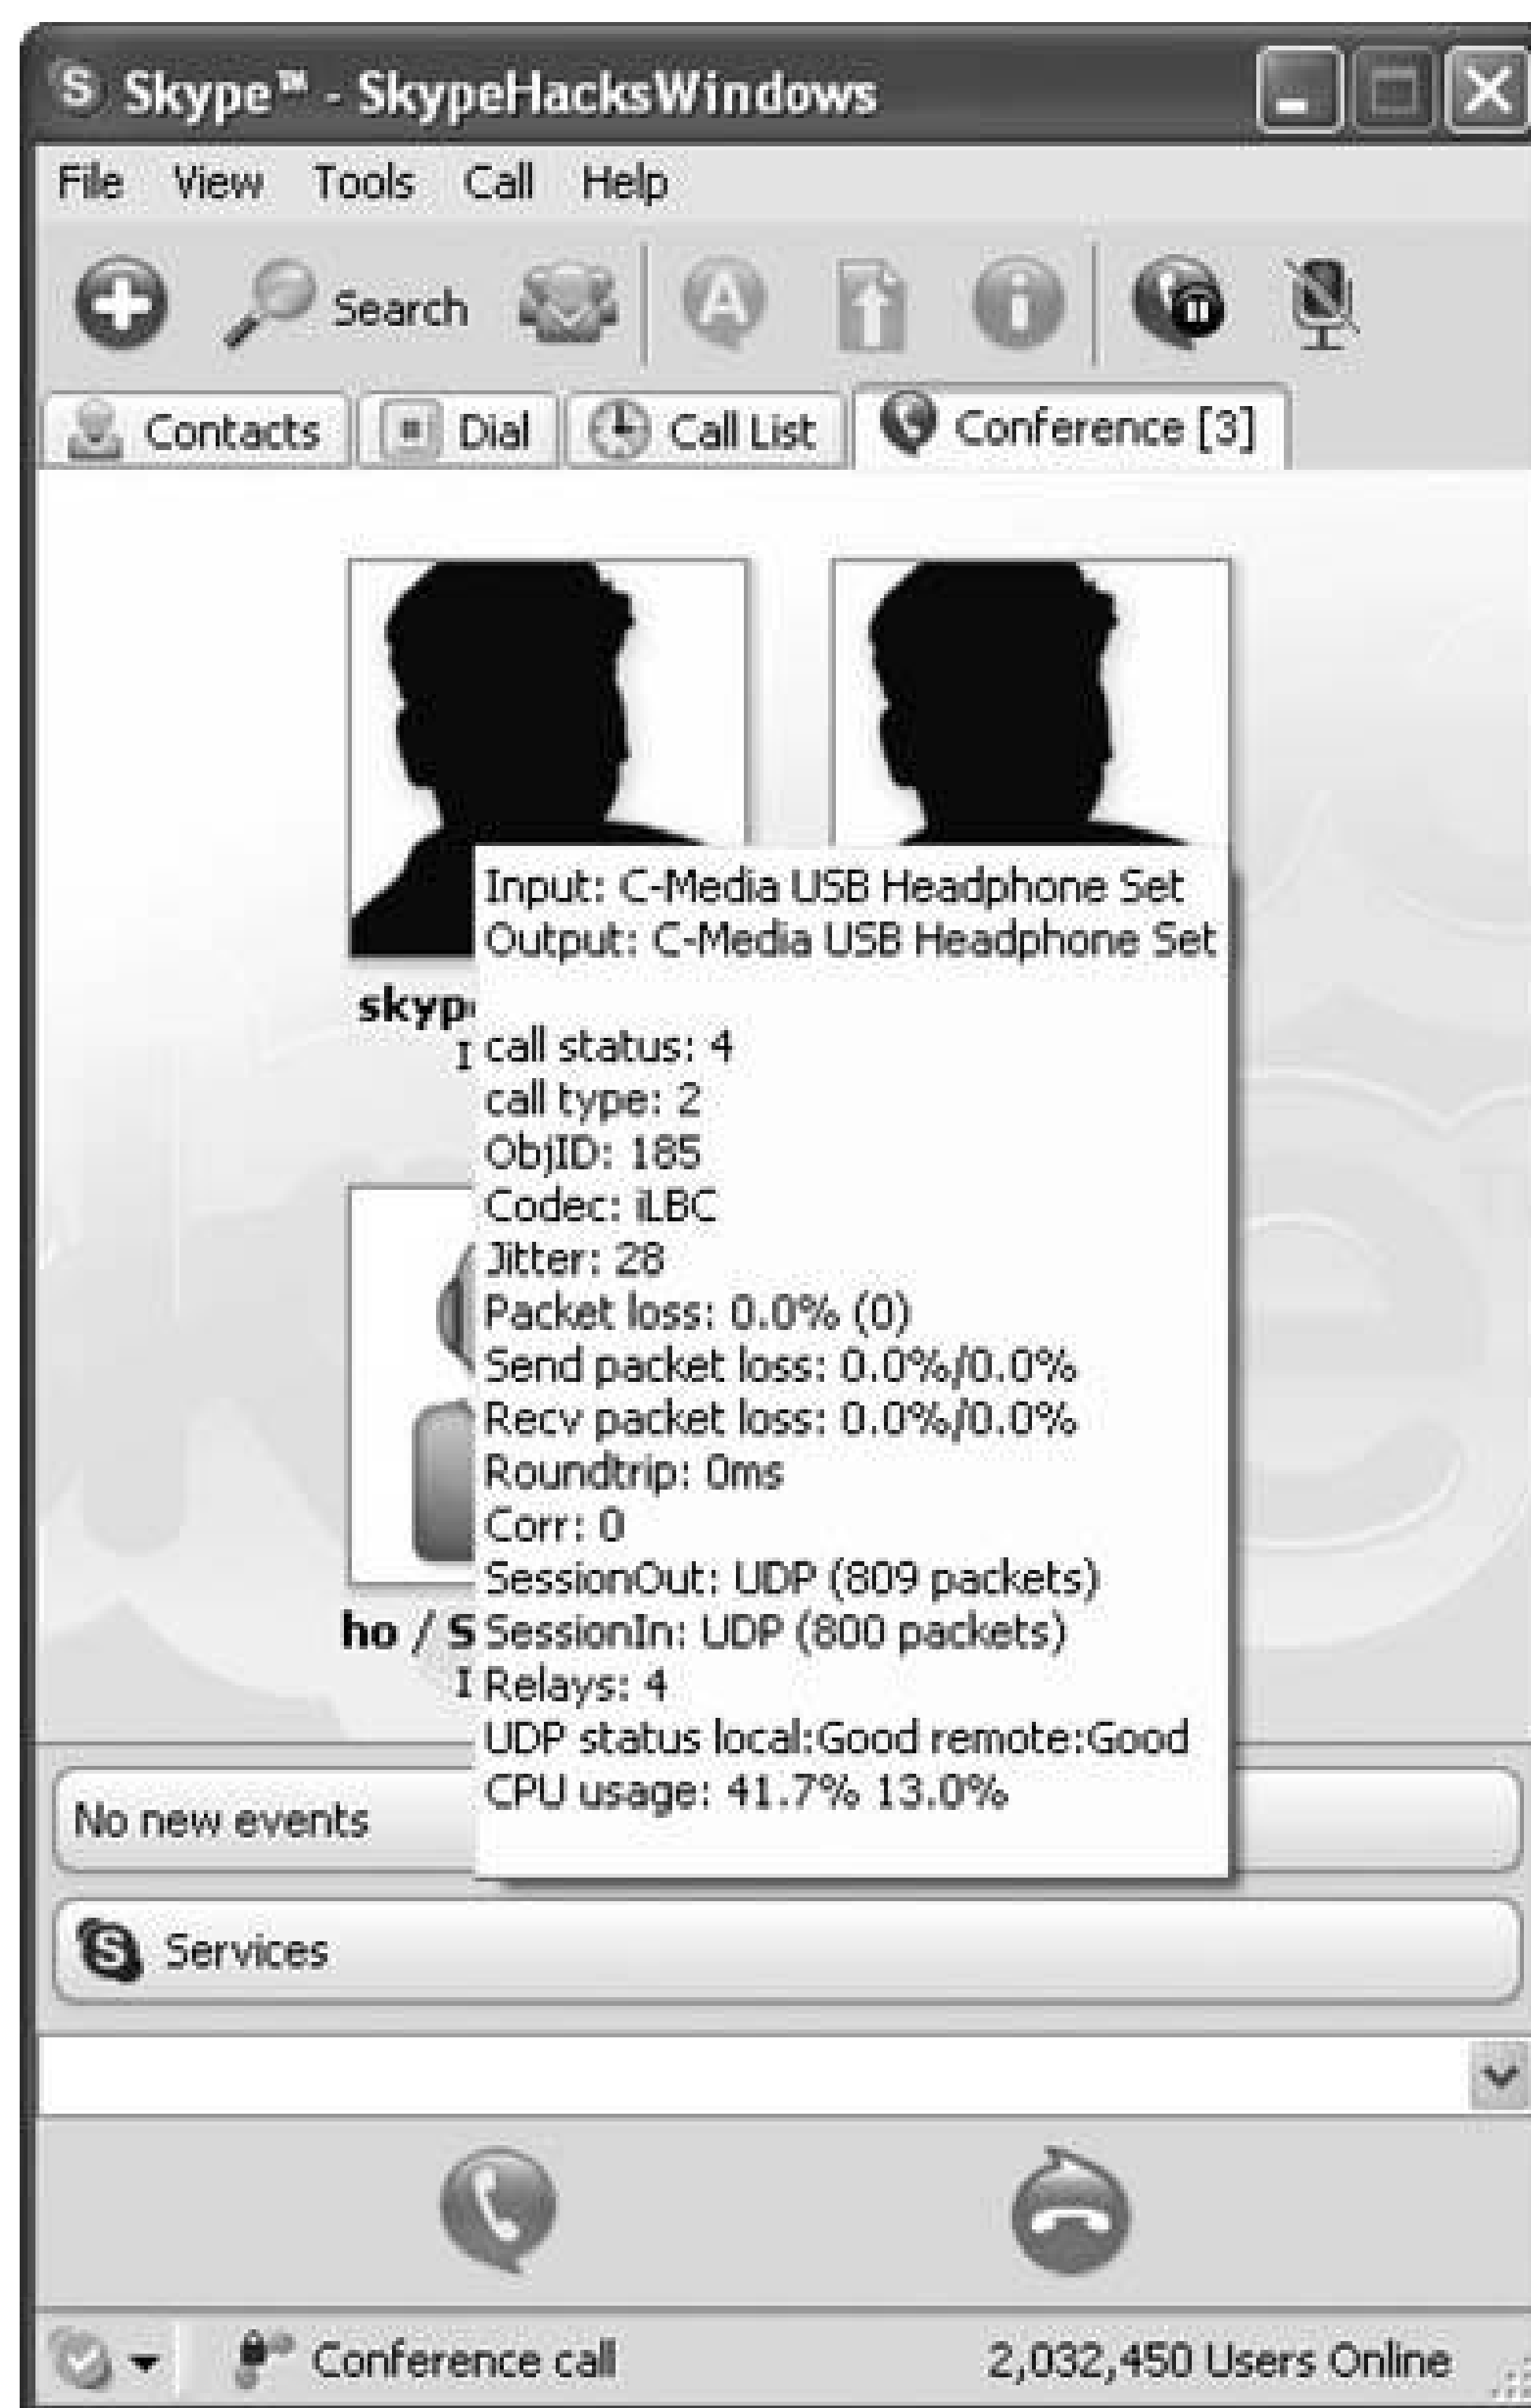 Skype™ - SkypeHacksWindows
File View Tools Call Help
Search
Contacts Dial Call List Conference [3]
Input: C-Media USB Headphone Set
Output: C-Media USB Headphone Set
call status: 4
call type: 2
ObjID: 185
Codec: iLBC
Jitter: 28
Packet loss: 0.0% (0)
Send packet loss: 0.0%/0.0%
Recv packet loss: 0.0%/0.0%
Roundtrip: 0ms
Corr: 0
SessionOut: UDP (809 packets)
ho / S
SessionIn: UDP (800 packets)
Relays: 4
UDP status local:Good remote:Good
CPU usage: 41.7% 13.0%
No new events
Services
Conference call 2,032,450 Users Online